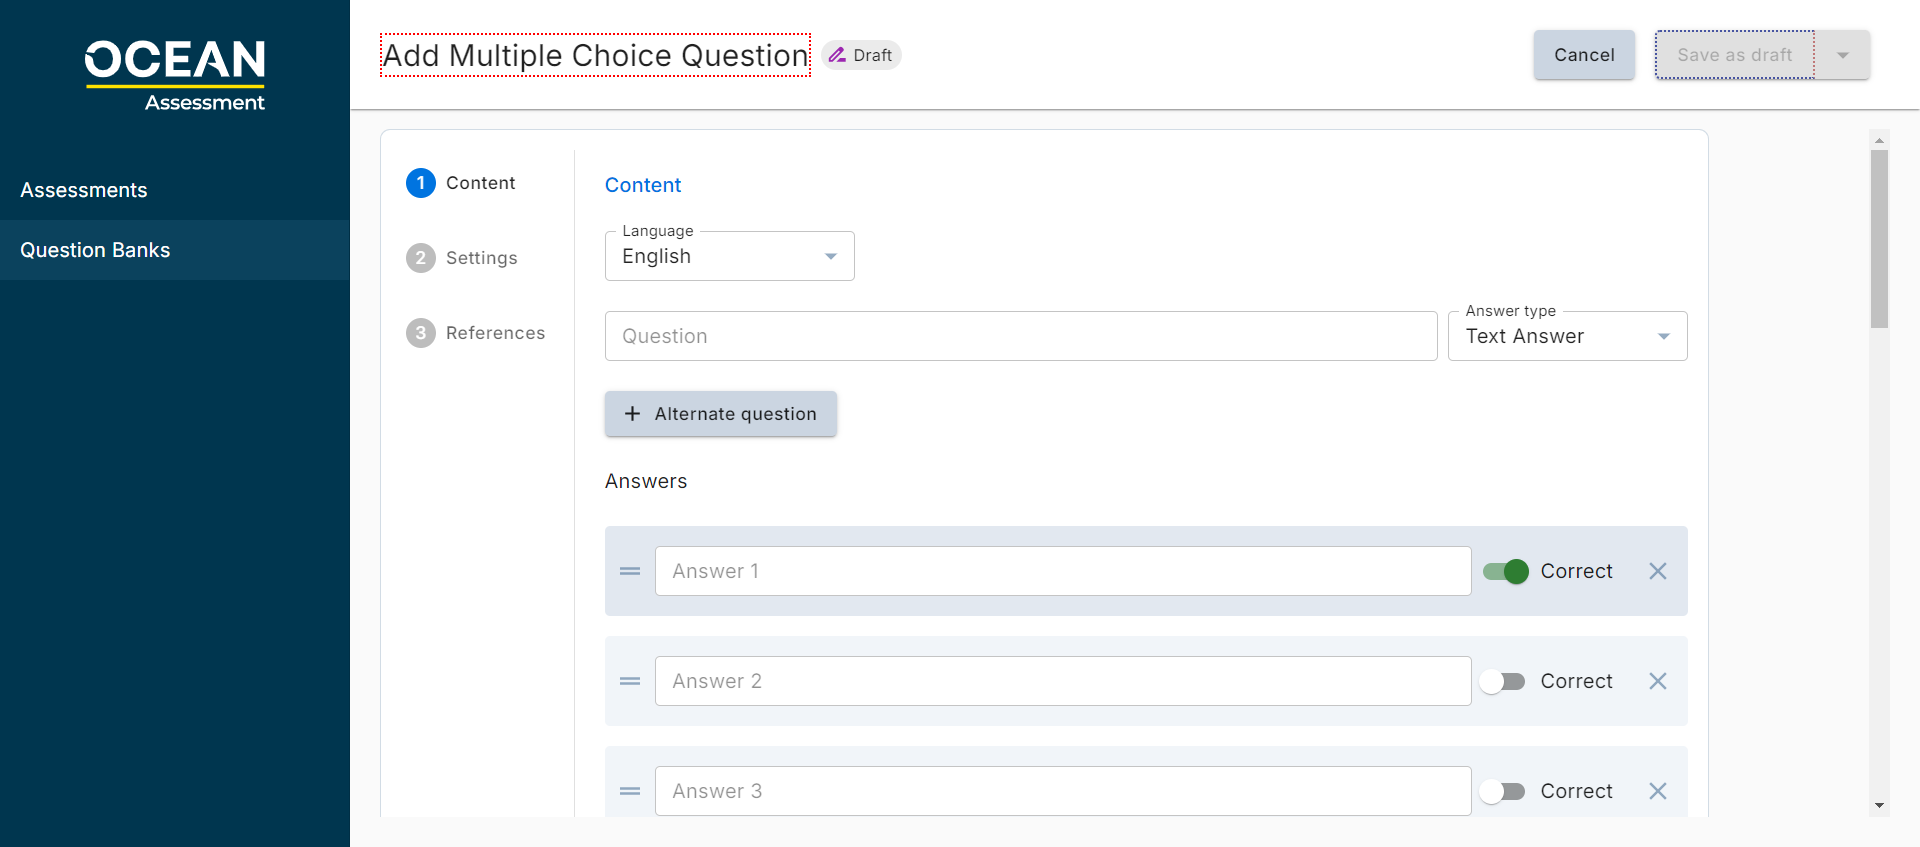 OCEAN
Assessment
Assessments
Question Banks
Add Multiple Choice Question
Draft
Cancel
Save as draft
1 Content
2 Settings
3 References
Content
Language
English
Question
Answer type
Text Answer
Alternate question
Answers
Answer 1
Correct
Answer 2
Correct
Answer 3
Correct